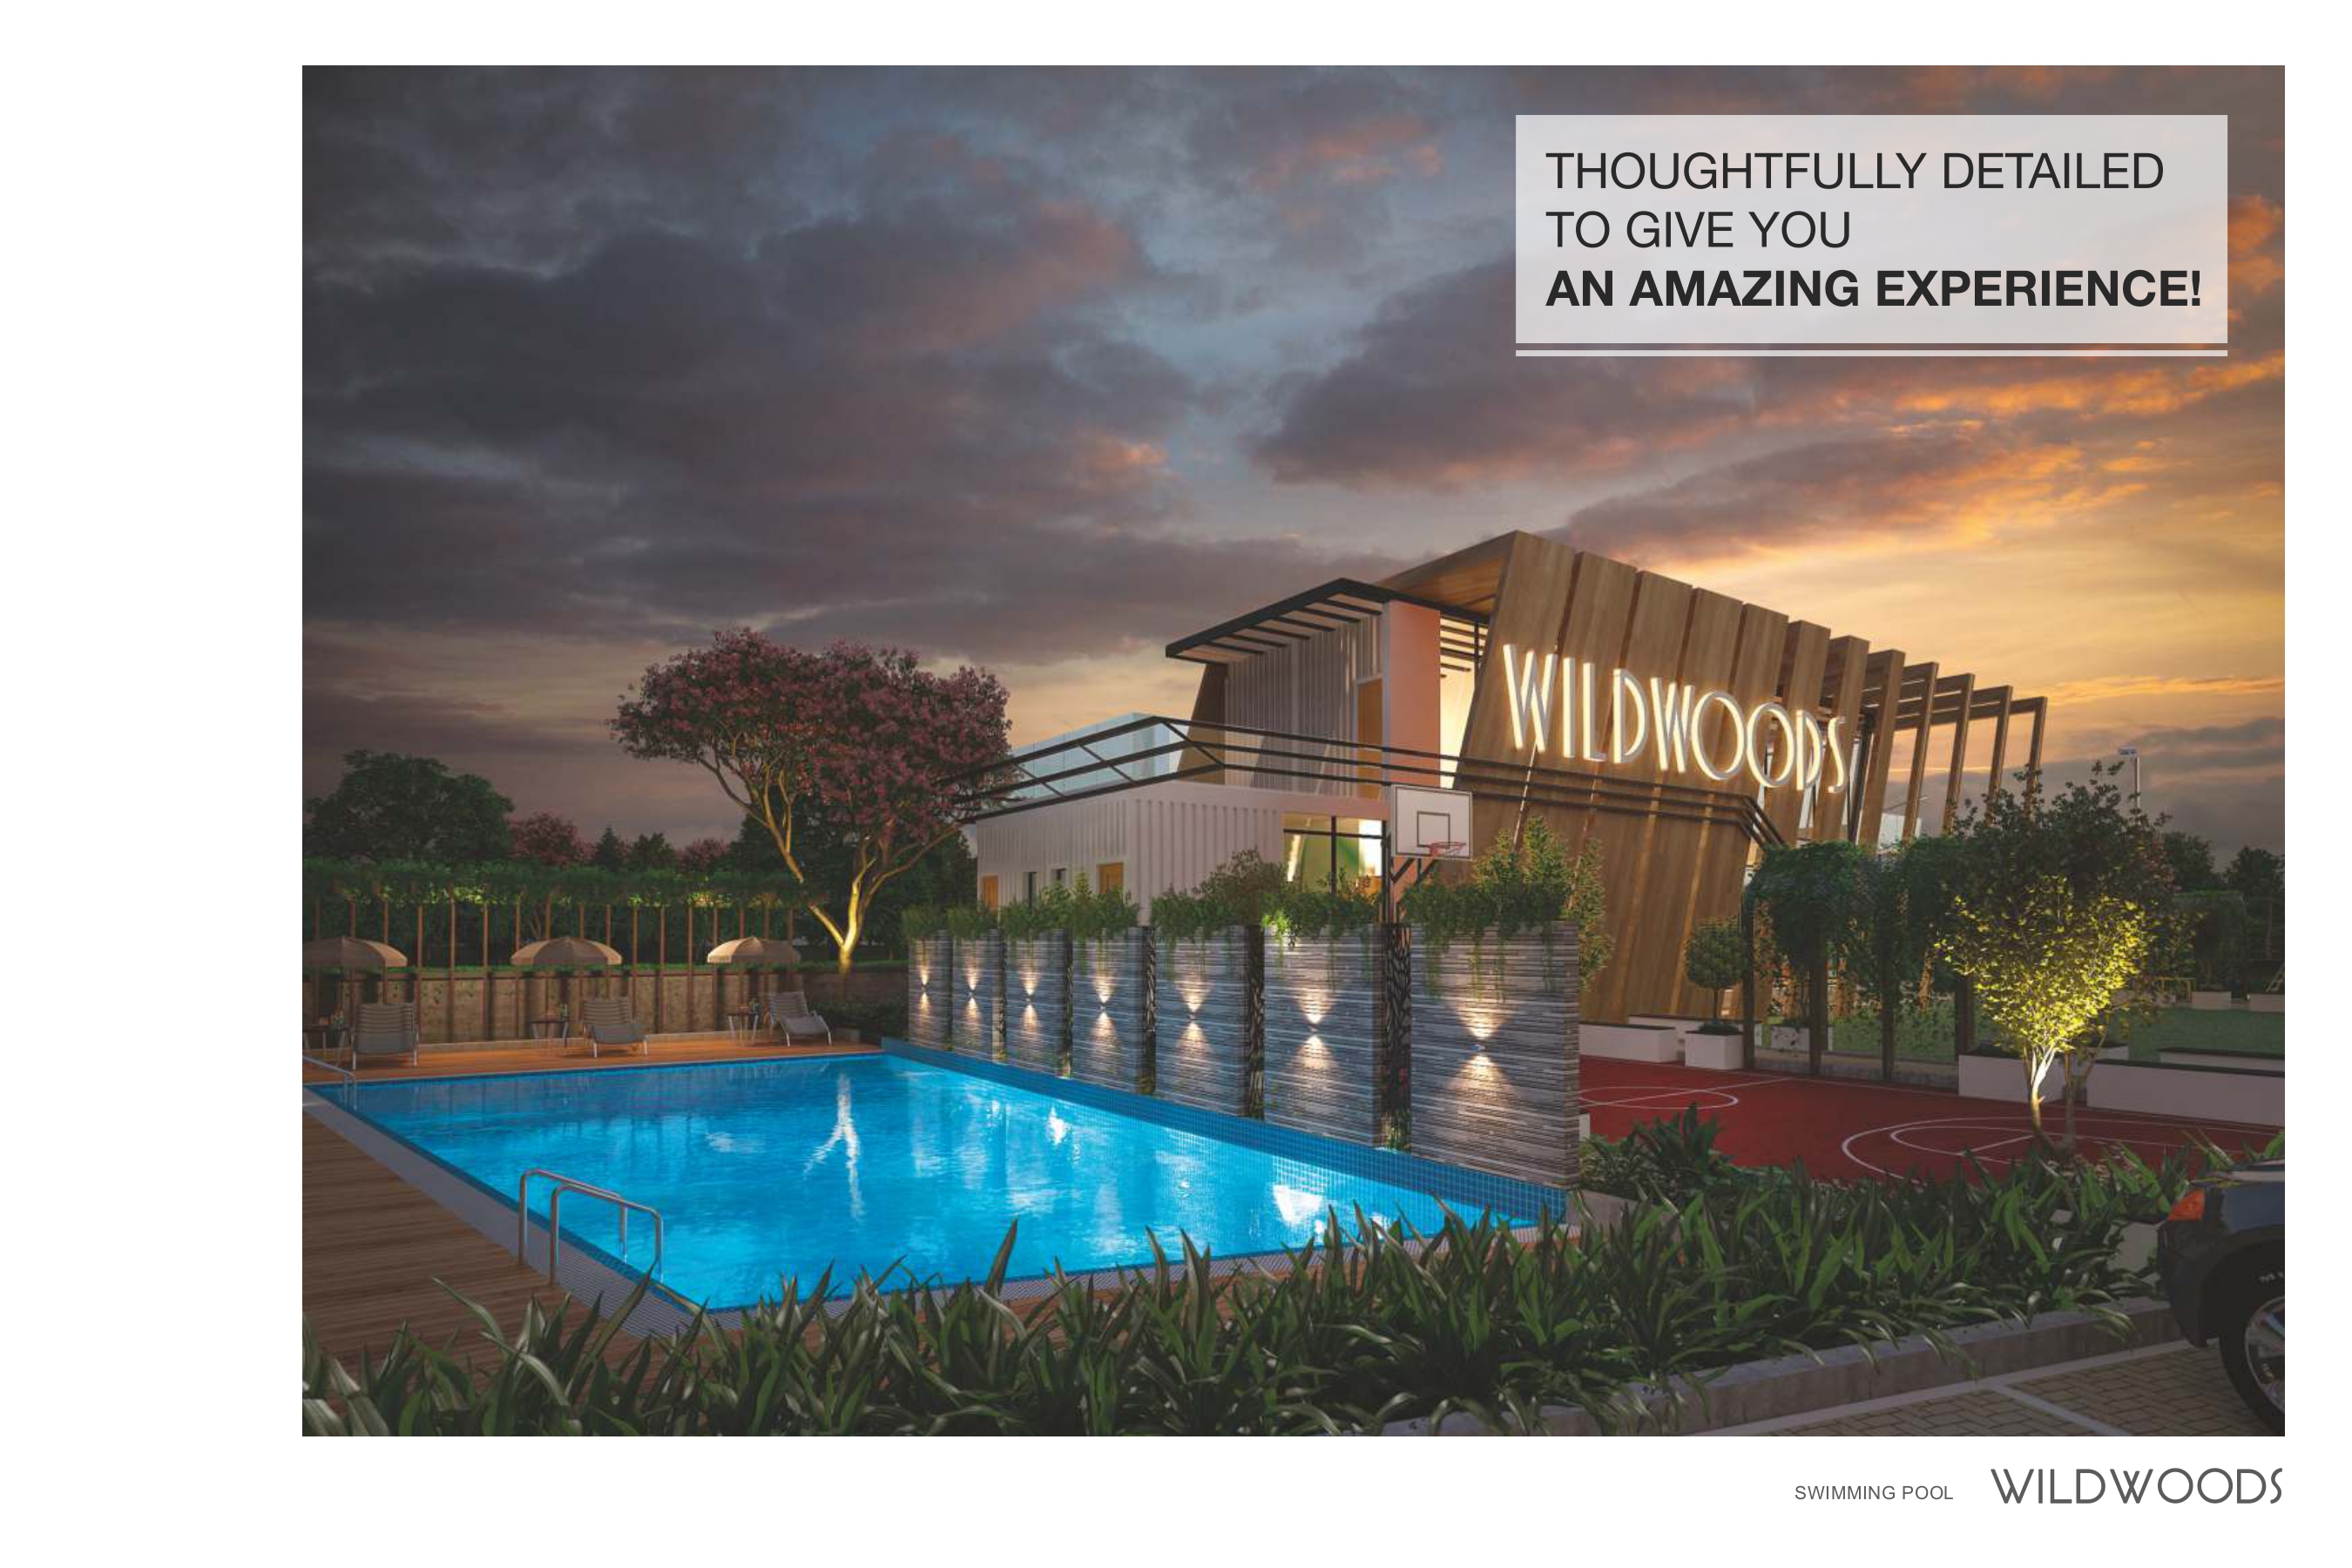 THOUGHTFULLY DETAILED
TO GIVE YOU
AN AMAZING EXPERIENCE!
WILDWOODS
SWIMMING POOL
WILDWOODS